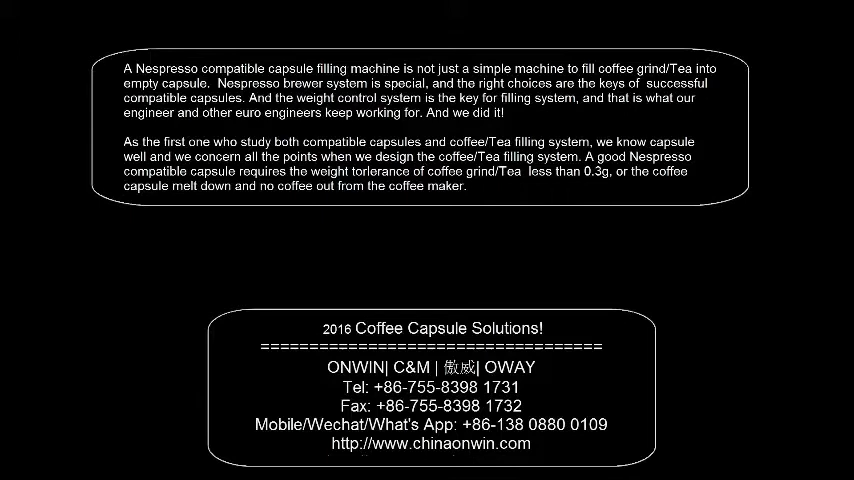 A Nespresso compatible capsule filling machine is not just a simple machine to fill coffee grind/Tea into
empty capsule.  Nespresso brewer system is special, and the right choices are the keys of  successful
compatible capsules. And the weight control system is the key for filling system, and that is what our
engineer and other euro engineers keep working for. And we did it!
As the first one who study both compatible capsules and coffee/Tea filling system, we know capsule
well and we concern all the points when we design the coffee/Tea filling system. A good Nespresso
compatible capsule requires the weight torlerance of coffee grind/Tea  less than 0.3g, or the coffee
capsule melt down and no coffee out from the coffee maker.
2016 Coffee Capsule Solutions!
===================================
ONWIN| C&M | 傲威| OWAY
Tel: +86-755-8398 1731
Fax: +86-755-8398 1732
Mobile/Wechat/What's App: +86-138 0880 0109
http://www.chinaonwin.com